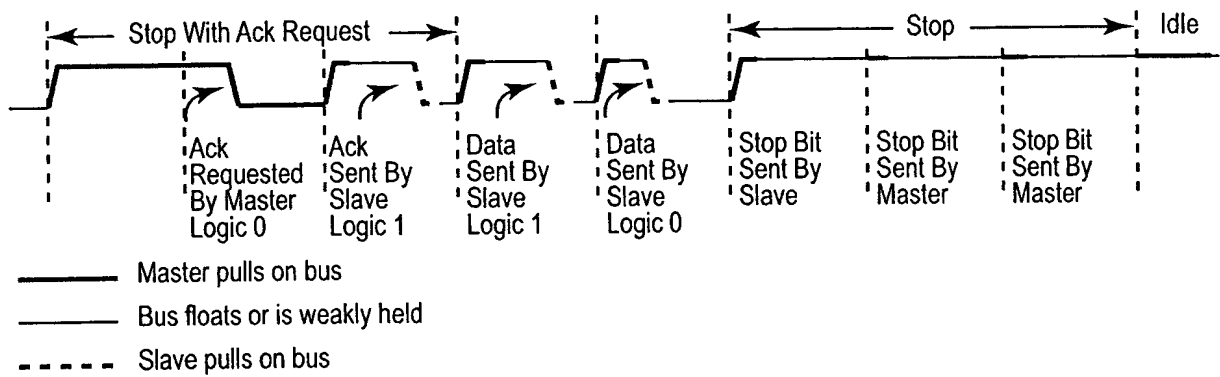 Stop With Ack Request
Stop
Idle
Ack
Requested
By Master
Logic 0
Ack
Sent By
Slave
Logic 1
Data
Sent By
Slave
Logic 1
Data
Sent By
Slave
Logic 0
Stop Bit
Sent By
Slave
Stop Bit
Sent By
Master
Stop Bit
Sent By
Master
Master pulls on bus
Bus floats or is weakly held
Slave pulls on bus